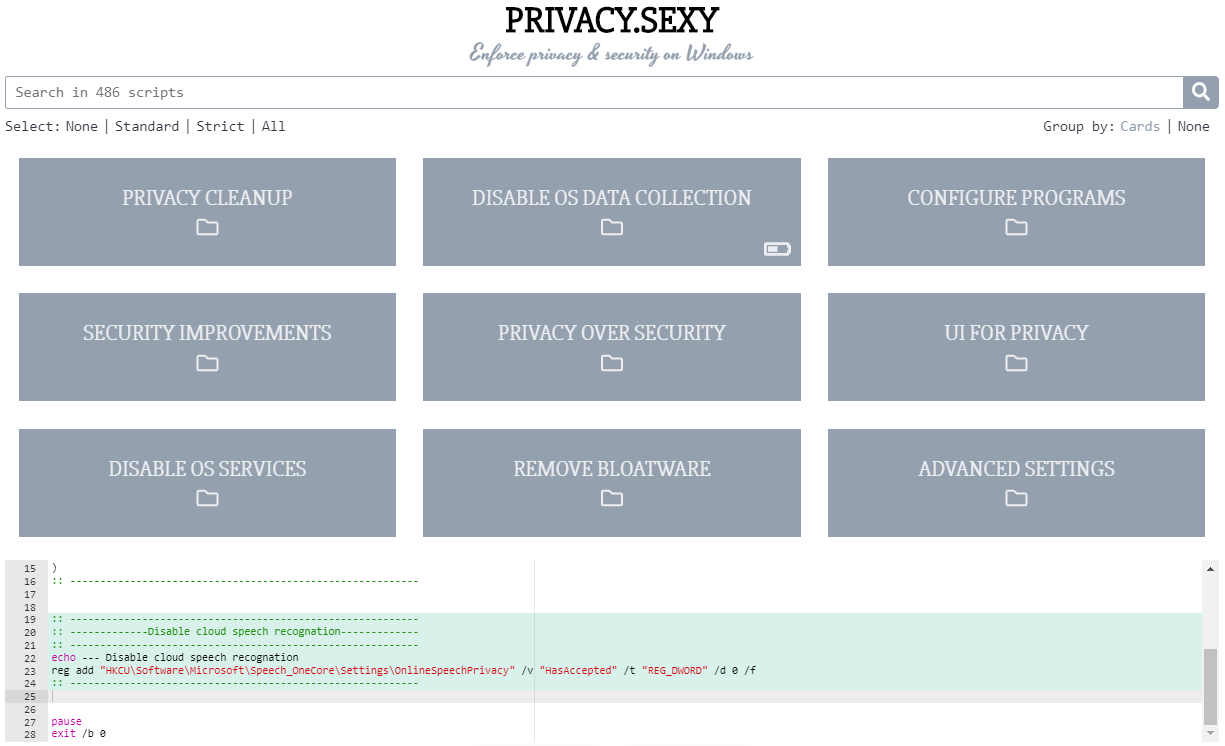 PRIVACY.SEXY
Enforce privacy & security on Windows
Search in 486 scripts
Select: None | Standard | Strict | All
Group by: Cards | None
PRIVACY CLEANUP
DISABLE OS DATA COLLECTION
CONFIGURE PROGRAMS
SECURITY IMPROVEMENTS
PRIVACY OVER SECURITY
UI FOR PRIVACY
DISABLE OS SERVICES
REMOVE BLOATWARE
ADVANCED SETTINGS
15 )
16 :: ----------------------------------------------------------
17
18
19 :: ----------------------------------------------------------
20 :: -------------Disable cloud speech recognation-------------
21 :: ----------------------------------------------------------
22 echo --- Disable cloud speech recognation
23 reg add "HKCU\Software\Microsoft\Speech_OneCore\Settings\OnlineSpeechPrivacy" /v "HasAccepted" /t "REG_DWORD" /d 0 /f
24 :: ----------------------------------------------------------
25
26
27 pause
28 exit /b 0